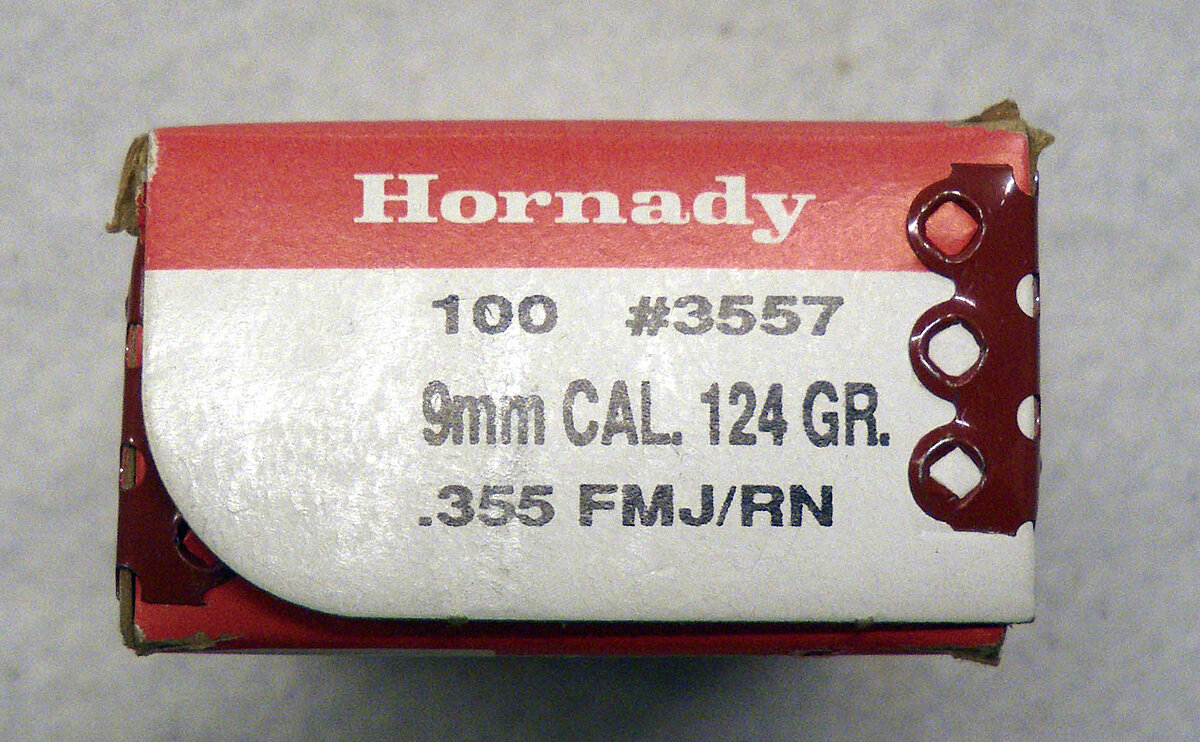 Hornady
100 #3557
9mm CAL. 124 GR.
.355 FMJ/RN